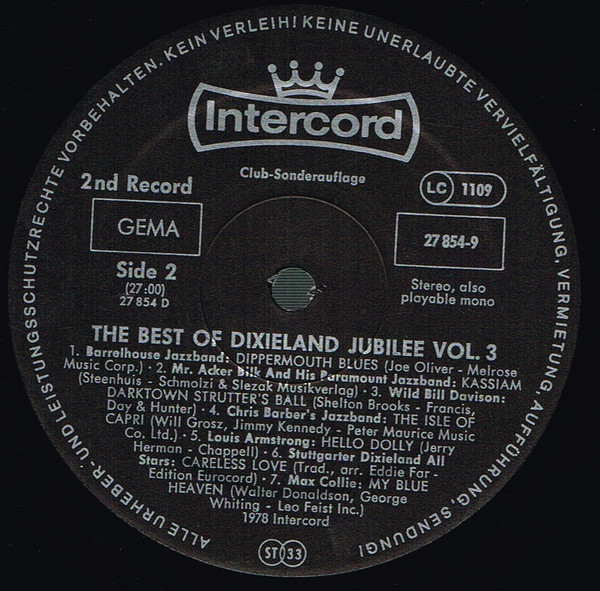 ALLE URHEBER- UND LEISTUNGSSCHUTZRECHTE VORBEHALTEN. KEIN VERLEIH! KEINE UNERLAUBTE VERVIELFÄLTIGUNG, VERMIETUNG, AUFFÜHRUNG, SENDUNG!
Intercord
Club-Sonderauflage
2nd Record
LC 1109
GEMA
27 854-9
Side 2
(27:00)
27 854 D
Stereo, also
playable mono
THE BEST OF DIXIELAND JUBILEE VOL. 3
1. Barrelhouse Jazzband: DIPPERMOUTH BLUES (Joe Oliver - Melrose
Music Corp.) · 2. Mr. Acker Bilk And His Paramount Jazzband: KASSIAM
(Steenhuis - Schmolzi & Slezak Musikverlag) · 3. Wild Bill Davison:
DARKTOWN STRUTTER'S BALL (Shelton Brooks - Francis,
Day & Hunter) · 4. Chris Barber's Jazzband: THE ISLE OF
CAPRI (Will Grosz, Jimmy Kennedy - Peter Maurice Music
Co. Ltd.) · 5. Louis Armstrong: HELLO DOLLY (Jerry
Herman - Chappell) · 6. Stuttgarter Dixieland All
Stars: CARELESS LOVE (Trad., arr. Eddie Far -
Edition Eurocord) · 7. Max Collie: MY BLUE
HEAVEN (Walter Donaldson, George
Whiting - Leo Feist Inc.)
1978 Intercord
ST 33